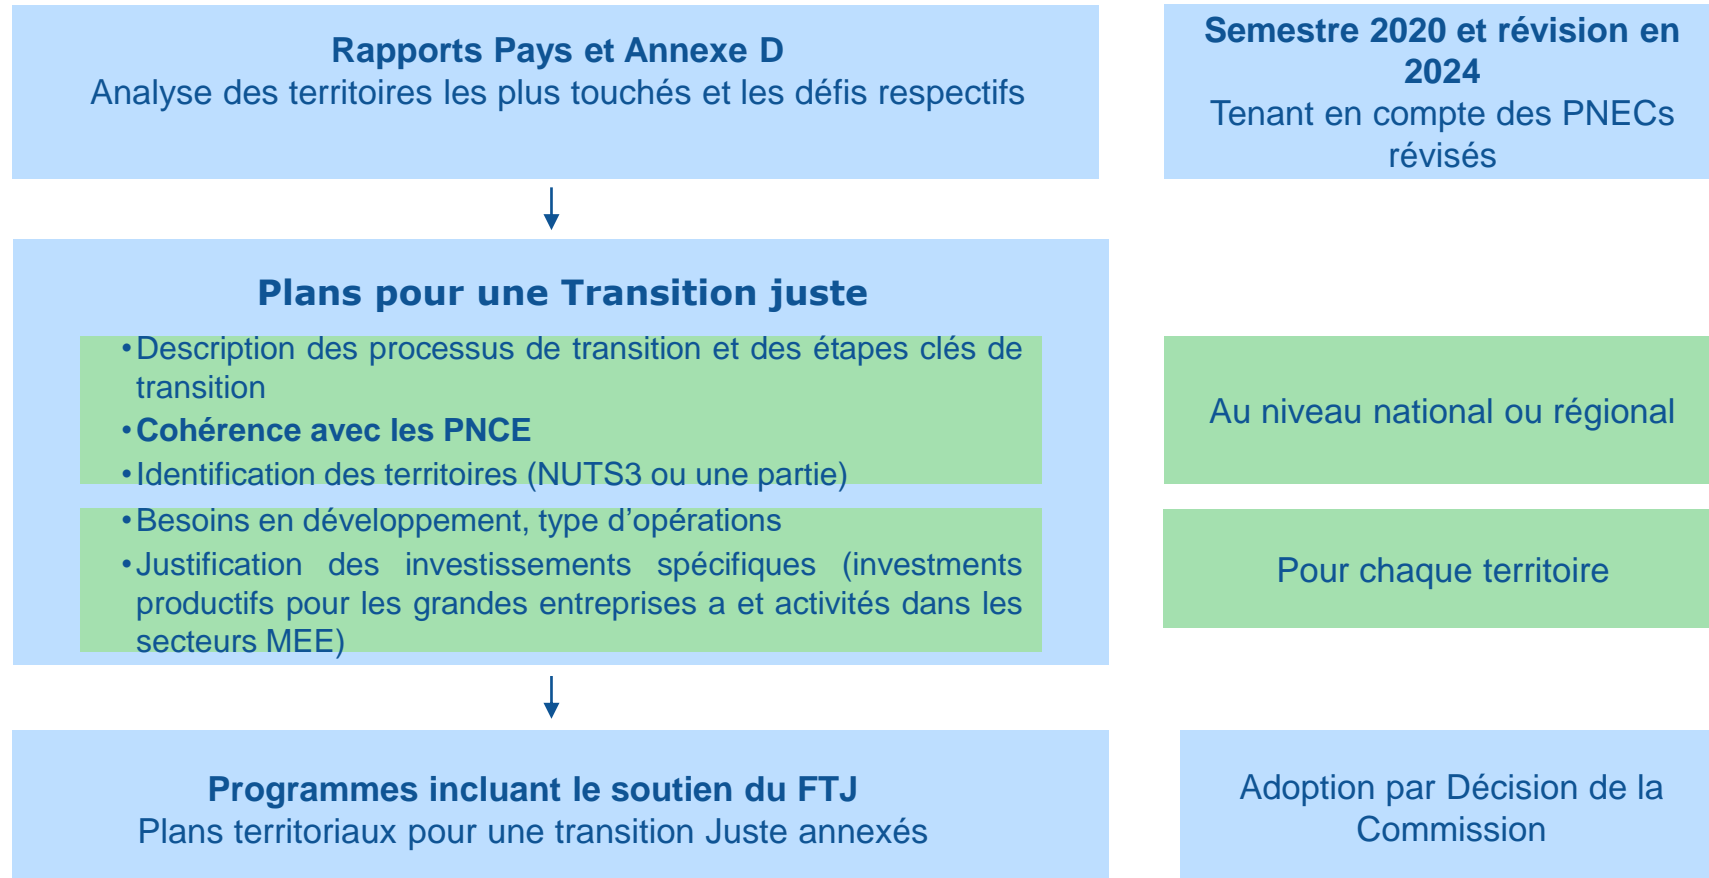 Rapports Pays et Annexe D
Analyse des territoires les plus touchés et les défis respectifs
Semestre 2020 et révision en
2024
Tenant en compte des PNECs
révisés
Plans pour une Transition juste
•Description des processus de transition et des étapes clés de
transition
•Cohérence avec les PNCE
•Identification des territoires (NUTS3 ou une partie)
Au niveau national ou régional
•Besoins en développement, type d’opérations
•Justification des investissements spécifiques (investments
productifs pour les grandes entreprises a et activités dans les
secteurs MEE)
Pour chaque territoire
Programmes incluant le soutien du FTJ
Plans territoriaux pour une transition Juste annexés
Adoption par Décision de la
Commission